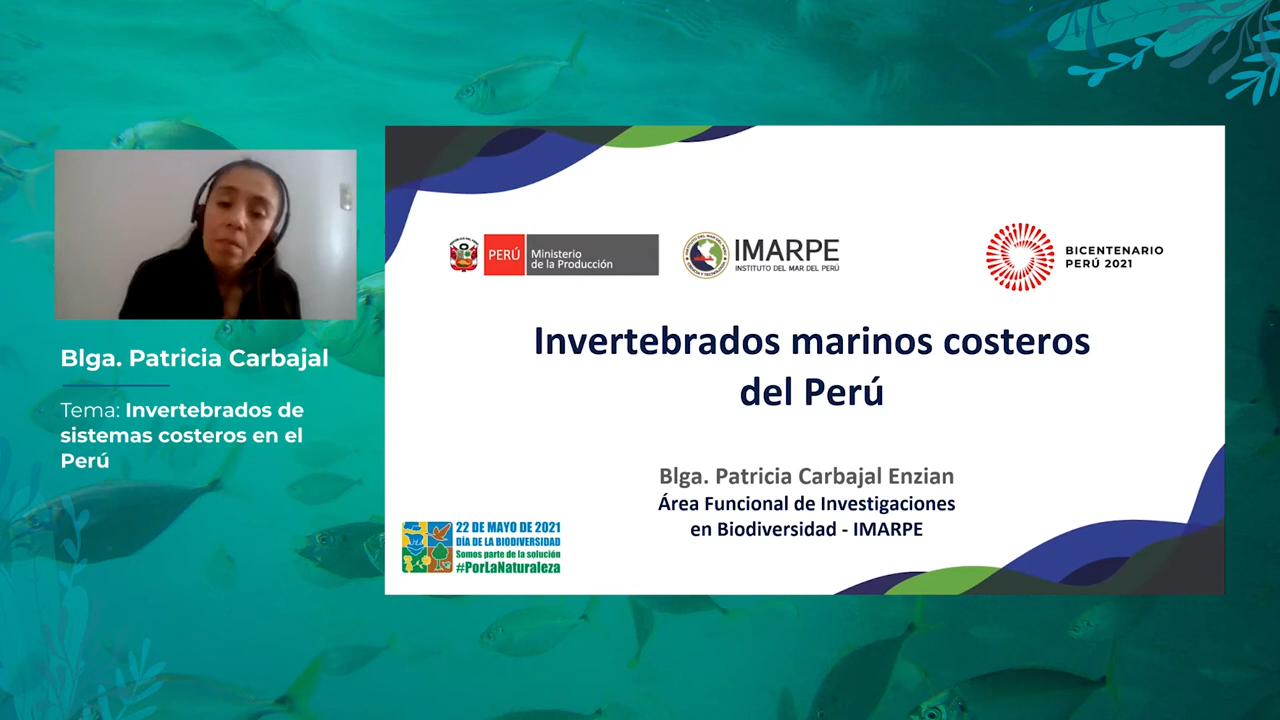 Blga. Patricia Carbajal
Tema: Invertebrados de
sistemas costeros en el
Perú
PERÚ
Ministerio
de la Producción
IMARPE
INSTITUTO DEL MAR DEL PERÚ
BICENTENARIO
PERÚ 2021
Invertebrados marinos costeros
del Perú
Blga. Patricia Carbajal Enzian
Área Funcional de Investigaciones
en Biodiversidad - IMARPE
22 DE MAYO DE 2021
DÍA DE LA BIODIVERSIDAD
Somos parte de la solución
#PorLaNaturaleza